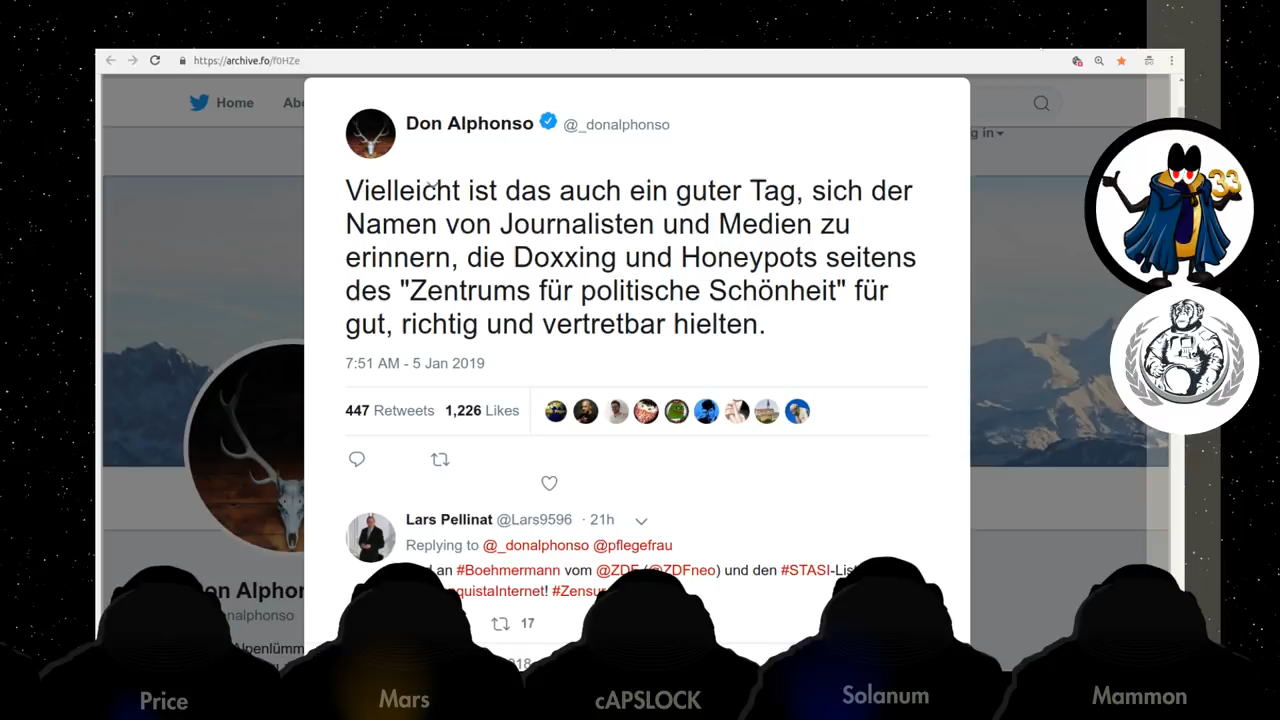 https://archive.fo/f0HZe
Home
Don Alphonso @_donalphonso
Vielleicht ist das auch ein guter Tag, sich der
Namen von Journalisten und Medien zu
erinnern, die Doxxing und Honeypots seitens
des "Zentrums für politische Schönheit" für
gut, richtig und vertretbar hielten.
7:51 AM - 5 Jan 2019
447 Retweets 1,226 Likes
33
Lars Pellinat @Lars9596 · 21h
Replying to @_donalphonso @pflegefrau
an #Boehmermann vom @ZDF (@ZDFneo) und den #STASI
#Zensur
17
Price
Mars
cAPSLOCK
Solanum
Mammon